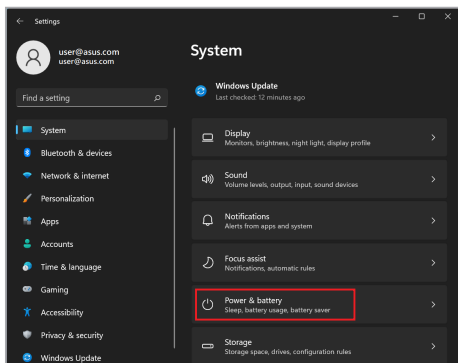 Settings
user@asus.com
user@asus.com
Find a setting
System
Bluetooth & devices
Network & internet
Personalization
Apps
Accounts
Time & language
Gaming
Accessibility
Privacy & security
Windows Update
System
Windows Update
Last checked: 12 minutes ago
Display
Monitors, brightness, night light, display profile
Sound
Volume levels, output, input, sound devices
Notifications
Alerts from apps and system
Focus assist
Notifications, automatic rules
Power & battery
Sleep, battery usage, battery saver
Storage
Storage space, drives, configuration rules